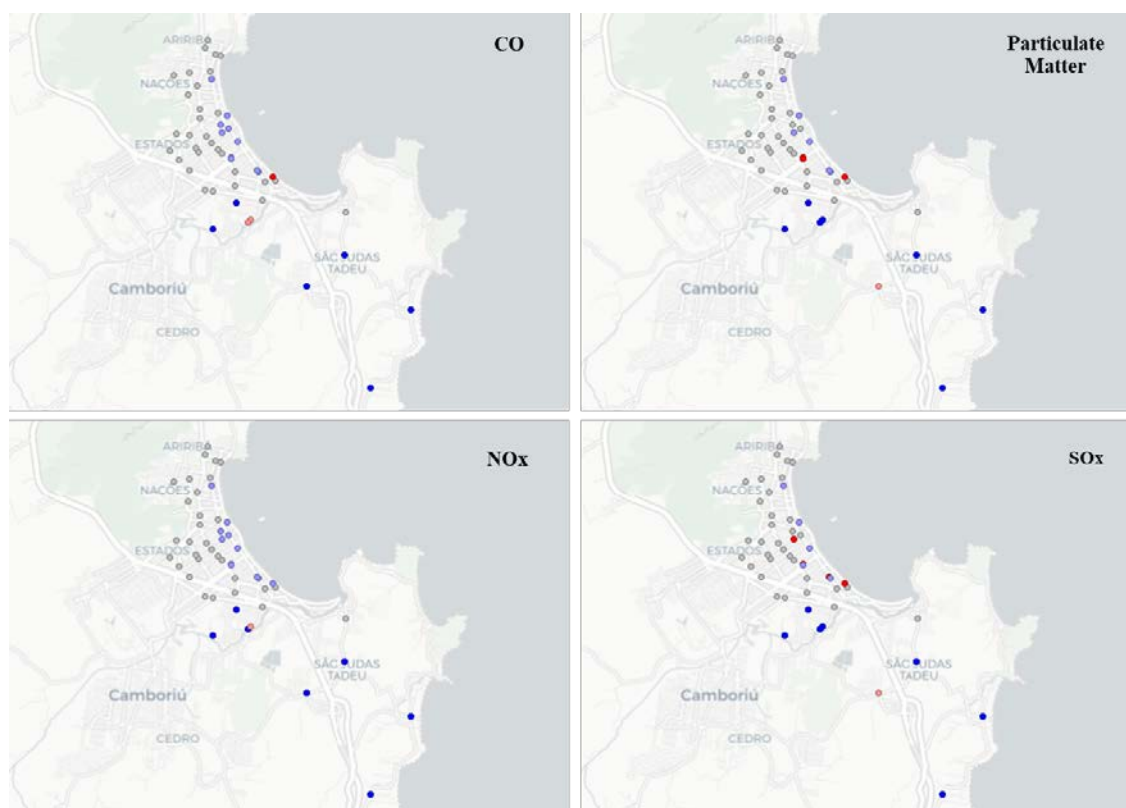 ARIRIBÁ
CO
NAÇÕES
ESTADOS
SÃO JUDAS
TADEU
Camboriú
CEDRO
ARIRIBÁ
Particulate
Matter
NAÇÕES
ESTADOS
SÃO JUDAS
TADEU
Camboriú
CEDRO
ARIRIBÁ
NOx
NAÇÕES
ESTADOS
SÃO JUDAS
TADEU
Camboriú
CEDRO
ARIRIBÁ
SOx
NAÇÕES
ESTADOS
SÃO JUDAS
TADEU
Camboriú
CEDRO